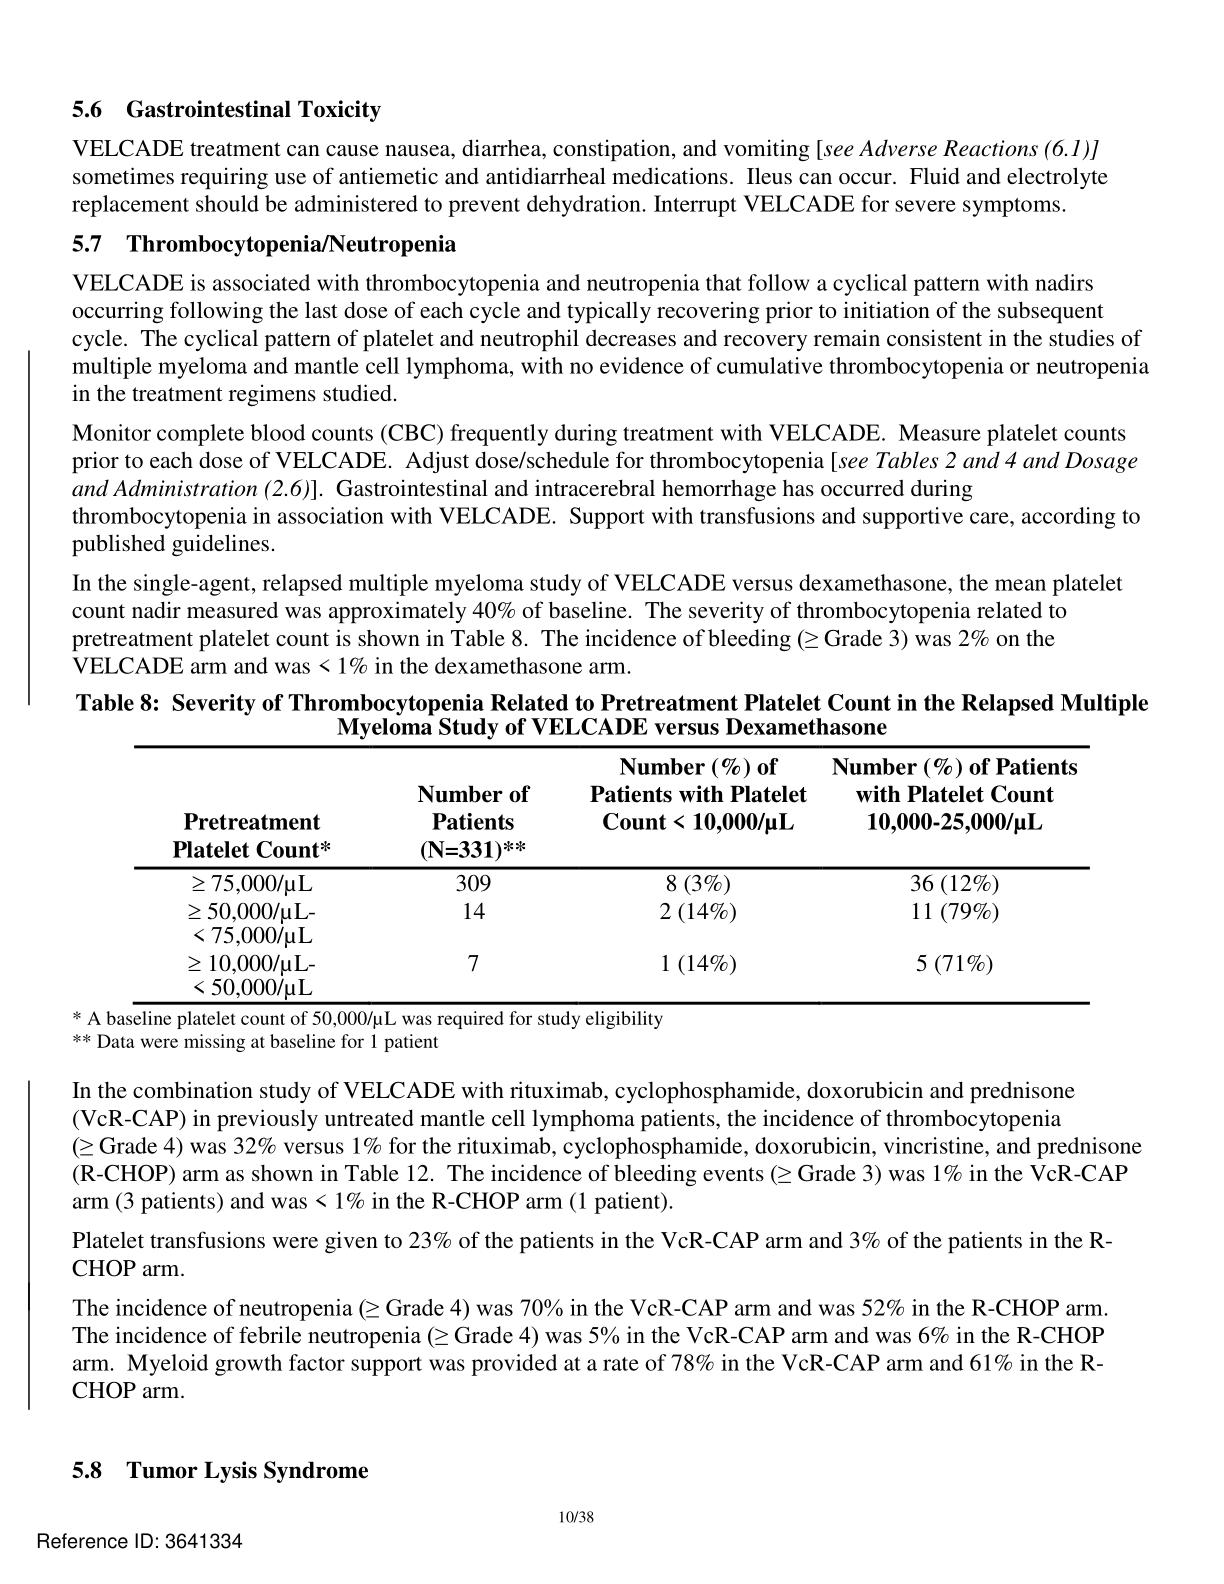 5.6 Gastrointestinal Toxicity
VELCADE treatment can cause nausea, diarrhea, constipation, and vomiting [see Adverse Reactions (6.1)]
sometimes requiring use of antiemetic and antidiarrheal medications. Ileus can occur. Fluid and electrolyte
replacement should be administered to prevent dehydration. Interrupt VELCADE for severe symptoms.
5.7 Thrombocytopenia/Neutropenia
VELCADE is associated with thrombocytopenia and neutropenia that follow a cyclical pattern with nadirs
occurring following the last dose of each cycle and typically recovering prior to initiation of the subsequent
cycle. The cyclical pattern of platelet and neutrophil decreases and recovery remain consistent in the studies of
multiple myeloma and mantle cell lymphoma, with no evidence of cumulative thrombocytopenia or neutropenia
in the treatment regimens studied.
Monitor complete blood counts (CBC) frequently during treatment with VELCADE. Measure platelet counts
prior to each dose of VELCADE. Adjust dose/schedule for thrombocytopenia [see Tables 2 and 4 and Dosage
and Administration (2.6)]. Gastrointestinal and intracerebral hemorrhage has occurred during
thrombocytopenia in association with VELCADE. Support with transfusions and supportive care, according to
published guidelines.
In the single-agent, relapsed multiple myeloma study of VELCADE versus dexamethasone, the mean platelet
count nadir measured was approximately 40% of baseline. The severity of thrombocytopenia related to
pretreatment platelet count is shown in Table 8. The incidence of bleeding (≥ Grade 3) was 2% on the
VELCADE arm and was < 1% in the dexamethasone arm.
Table 8: Severity of Thrombocytopenia Related to Pretreatment Platelet Count in the Relapsed Multiple
Myeloma Study of VELCADE versus Dexamethasone
Number (%) of Number (%) of Patients
Number of Patients with Platelet with Platelet Count
Pretreatment Patients Count < 10,000/µL 10,000-25,000/µL
Platelet Count* (N=331)**
≥ 75,000/µL 309 8 (3%) 36 (12%)
≥ 50,000/µL- 14 2 (14%) 11 (79%)
< 75,000/µL
≥ 10,000/µL- 7 1 (14%) 5 (71%)
< 50,000/µL
* A baseline platelet count of 50,000/µL was required for study eligibility
** Data were missing at baseline for 1 patient
In the combination study of VELCADE with rituximab, cyclophosphamide, doxorubicin and prednisone
(VcR-CAP) in previously untreated mantle cell lymphoma patients, the incidence of thrombocytopenia
(≥ Grade 4) was 32% versus 1% for the rituximab, cyclophosphamide, doxorubicin, vincristine, and prednisone
(R-CHOP) arm as shown in Table 12. The incidence of bleeding events (≥ Grade 3) was 1% in the VcR-CAP
arm (3 patients) and was < 1% in the R-CHOP arm (1 patient).
Platelet transfusions were given to 23% of the patients in the VcR-CAP arm and 3% of the patients in the R-
CHOP arm.
The incidence of neutropenia (≥ Grade 4) was 70% in the VcR-CAP arm and was 52% in the R-CHOP arm.
The incidence of febrile neutropenia (≥ Grade 4) was 5% in the VcR-CAP arm and was 6% in the R-CHOP
arm. Myeloid growth factor support was provided at a rate of 78% in the VcR-CAP arm and 61% in the R-
CHOP arm.
5.8 Tumor Lysis Syndrome
10/38
Reference ID: 3641334